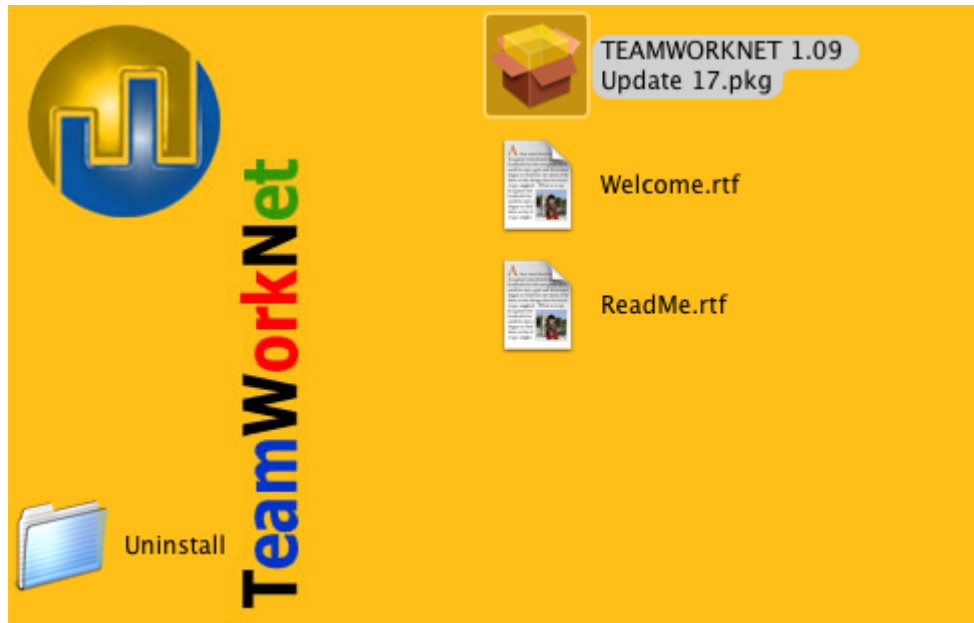 TEAMWORKNET 1.09
Update 17.pkg
Welcome.rtf
ReadMe.rtf
TeamWorkNet
Uninstall